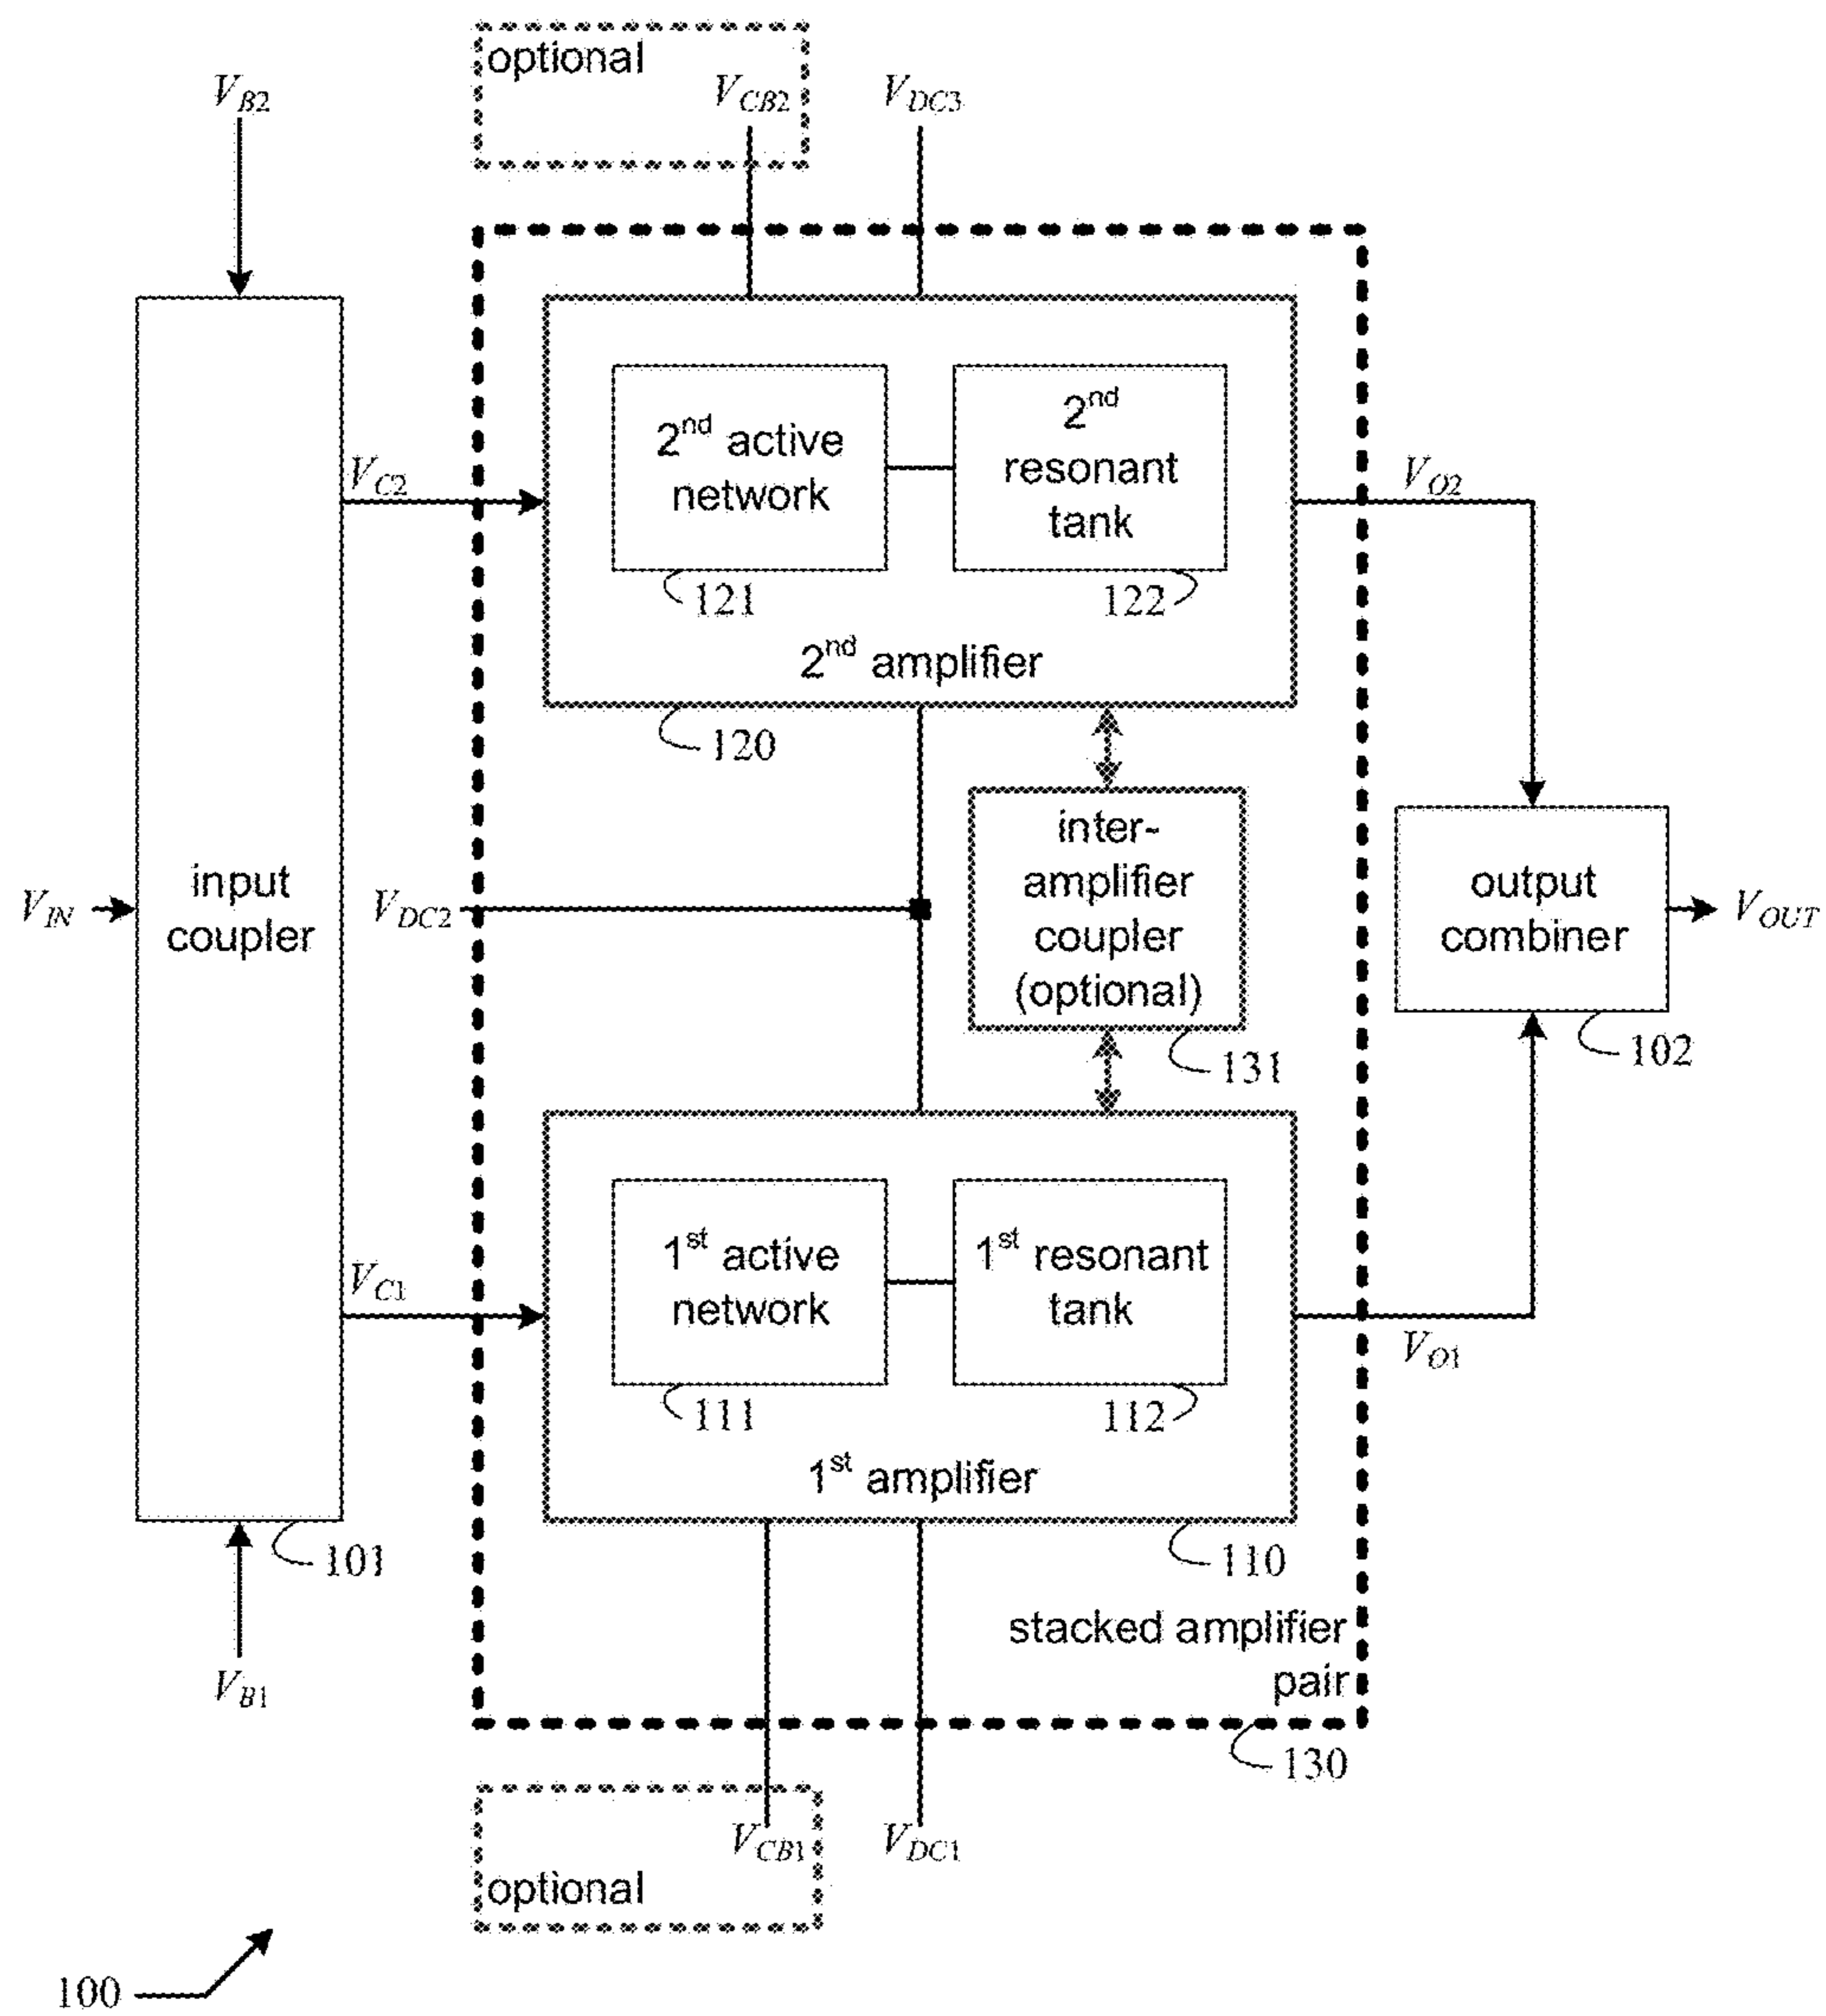 optional
V_B2
V_CB2
V_DC3
2nd active
network
2nd
resonant
tank
V_C2
V_O2
121
122
2nd amplifier
120
inter-
amplifier
coupler
(optional)
input
coupler
V_IN
V_DC2
output
combiner
V_OUT
102
131
1st active
network
1st resonant
tank
V_C1
V_O1
111
112
1st amplifier
101
110
stacked amplifier
pair
V_B1
130
V_CB1
V_DC1
optional
100